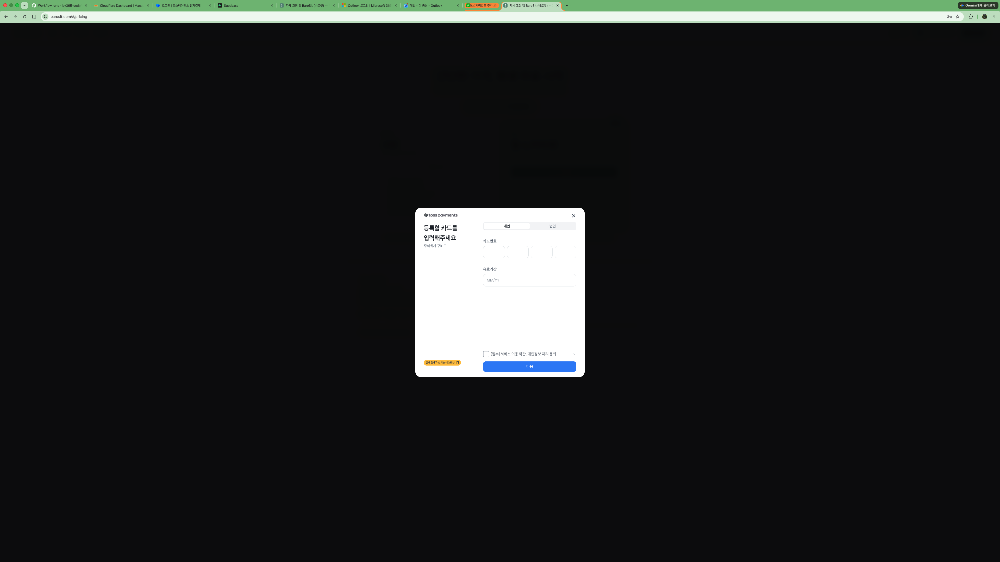 Workflow runs · jay365-code
Cloudflare Dashboard | Mana
로그인 | 토스페이먼츠 전자결제
Supabase
자세 교정 앱 BaroSit (바로씻) —
Outlook 로그인 | Microsoft 365
메일 - 이 중현 - Outlook
✅토스페이먼츠 추가 요
자세 교정 앱 BaroSit (바로씻) —
Gemini에게 물어보기
barosit.com/#/pricing
toss payments
등록할 카드를
입력해주세요
주식회사 구비드
개인
법인
카드번호
유효기간
MM/YY
[필수] 서비스 이용 약관, 개인정보 처리 동의
실제 결제가 안되는 테스트입니다
다음